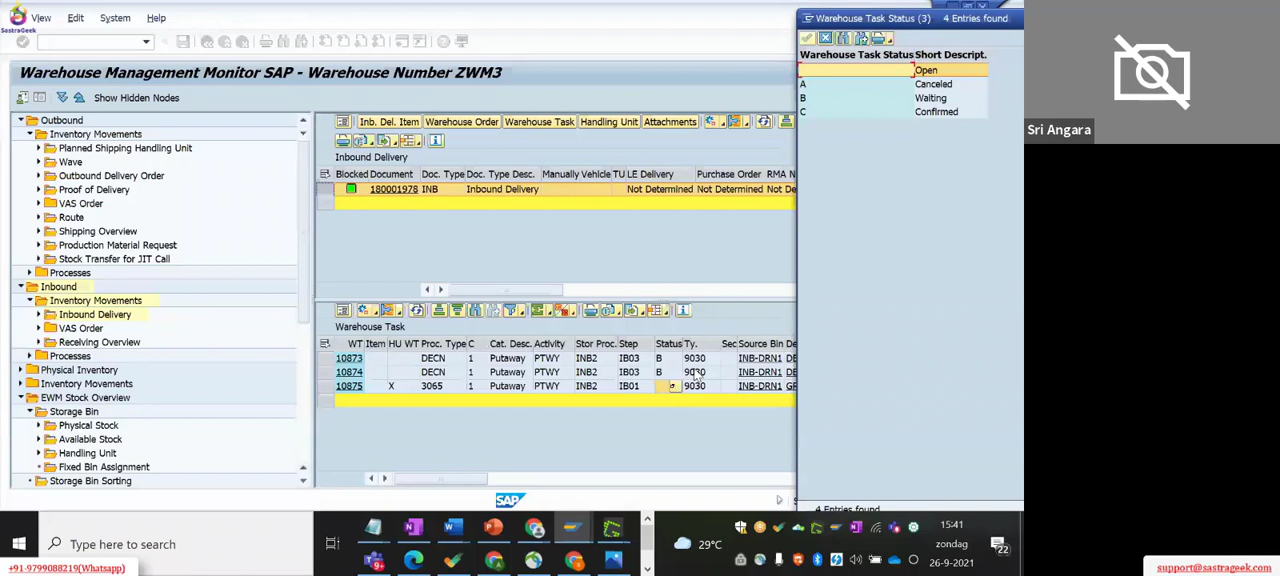 View Edit System Help
SastraGeek
Warehouse Management Monitor SAP - Warehouse Number ZWM3
Show Hidden Nodes
Outbound
Inventory Movements
Planned Shipping Handling Unit
Wave
Outbound Delivery Order
Proof of Delivery
VAS Order
Route
Shipping Overview
Production Material Request
Stock Transfer for JIT Call
Processes
Inbound
Inventory Movements
Inbound Delivery
VAS Order
Receiving Overview
Processes
Physical Inventory
Inventory Movements
EWM Stock Overview
Storage Bin
Physical Stock
Available Stock
Handling Unit
Fixed Bin Assignment
Storage Bin Sorting
Inb. Del. Item Warehouse Order Warehouse Task Handling Unit Attachments
Inbound Delivery
Blocked Document Doc. Type Doc. Type Desc. Manually Vehicle TU LE Delivery Purchase Order RMA N
180001978 INB Inbound Delivery Not Determined Not Determined Not De
Warehouse Task
WT Item HU WT Proc. Type C Cat. Desc. Activity Stor Proc. Step Status Ty. Sec Source Bin De
10873 DECN 1 Putaway PTWY INB2 IB03 B 9030 INB-DRN1 DE
10874 DECN 1 Putaway PTWY INB2 IB03 B 9030 INB-DRN1 DE
10875 X 3065 1 Putaway PTWY INB2 IB01 9030 INB-DRN1 GR
SAP
Warehouse Task Status (3) 4 Entries found
Warehouse Task Status Short Descript.
Open
A Canceled
B Waiting
C Confirmed
4 Entries found
Sri Angara
Type here to search
29°C
15:41
zondag
26-9-2021
22
+91-9799088219(Whatsapp)
support@sastrageek.com